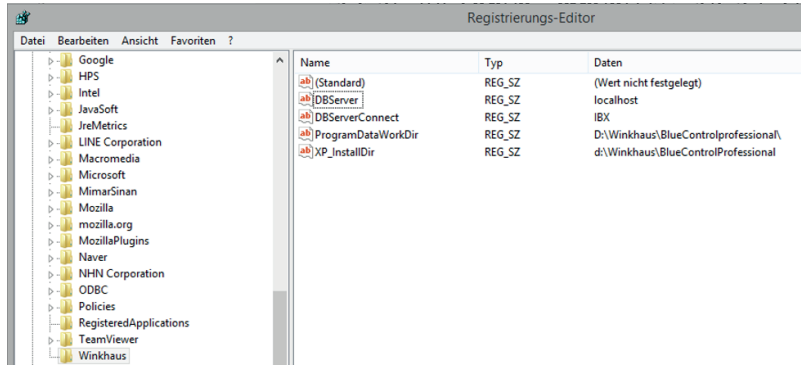 Registrierungs-Editor
Datei Bearbeiten Ansicht Favoriten ?
Google
HPS
Intel
JavaSoft
JreMetrics
LINE Corporation
Macromedia
Microsoft
MimarSinan
Mozilla
mozilla.org
MozillaPlugins
Naver
NHN Corporation
ODBC
Policies
RegisteredApplications
TeamViewer
Winkhaus
Name Typ Daten
(Standard) REG_SZ (Wert nicht festgelegt)
DBServer REG_SZ localhost
DBServerConnect REG_SZ IBX
ProgramDataWorkDir REG_SZ D:\Winkhaus\BlueControlprofessional\
XP_InstallDir REG_SZ d:\Winkhaus\BlueControlProfessional